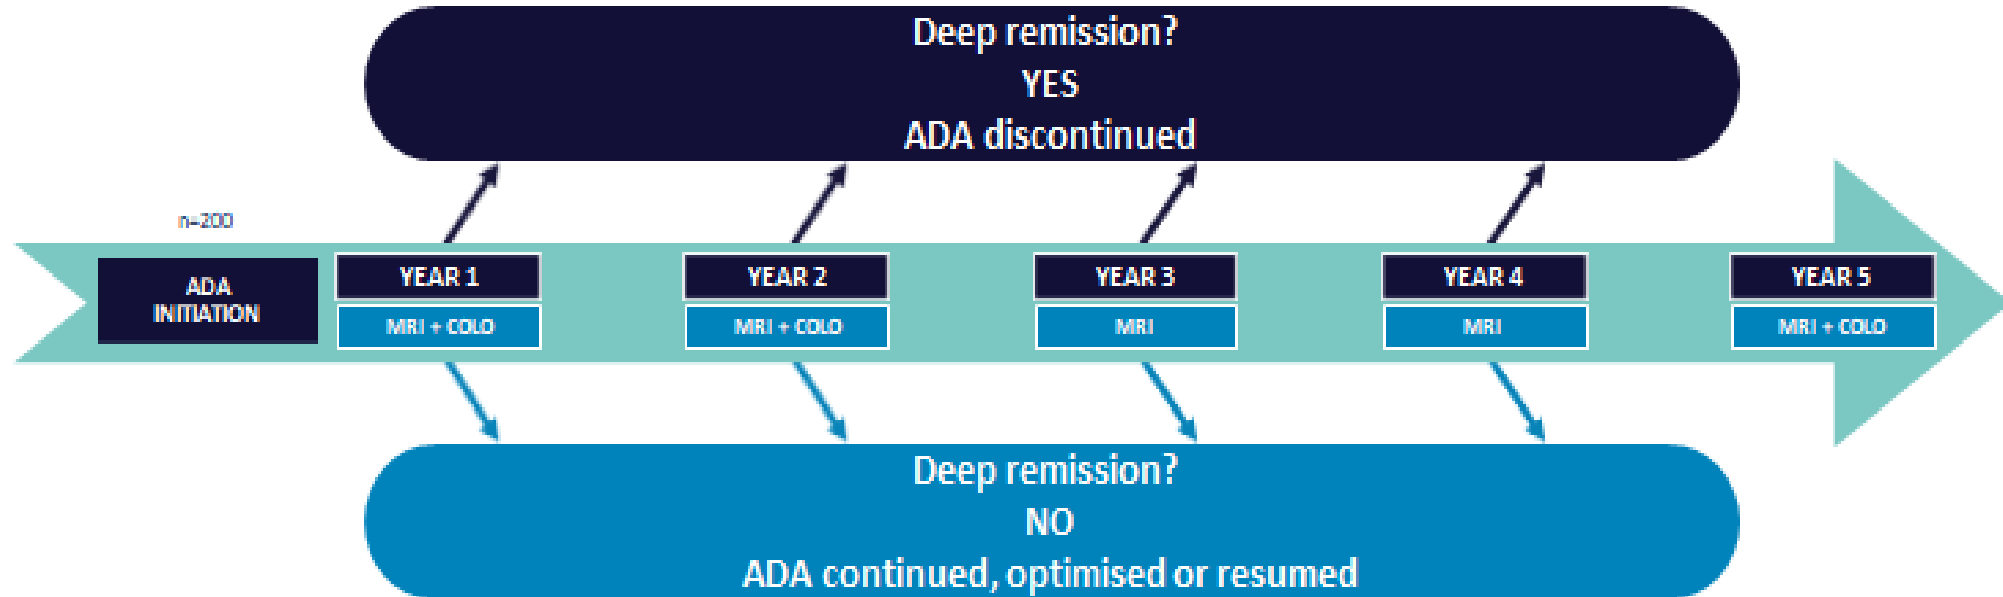 Deep remission?
YES
ADA discontinued
n=200
ADA
INITIATION
YEAR 1
MRI + COLO
YEAR 2
MRI + COLO
YEAR 3
MRI
YEAR 4
MRI
YEAR 5
MRI + COLO
Deep remission?
NO
ADA continued, optimised or resumed